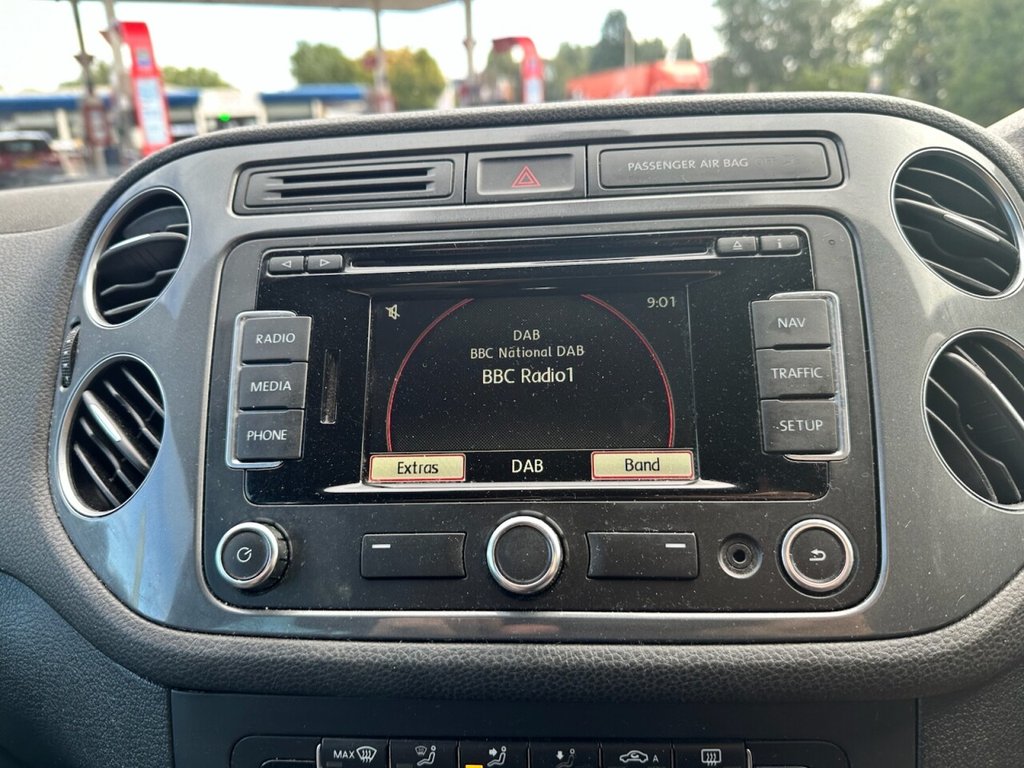 PASSENGER AIR BAG OFF
RADIO
MEDIA
PHONE
9:01
DAB
BBC National DAB
BBC Radio1
Extras
DAB
Band
NAV
TRAFFIC
SETUP
i
MAX
A